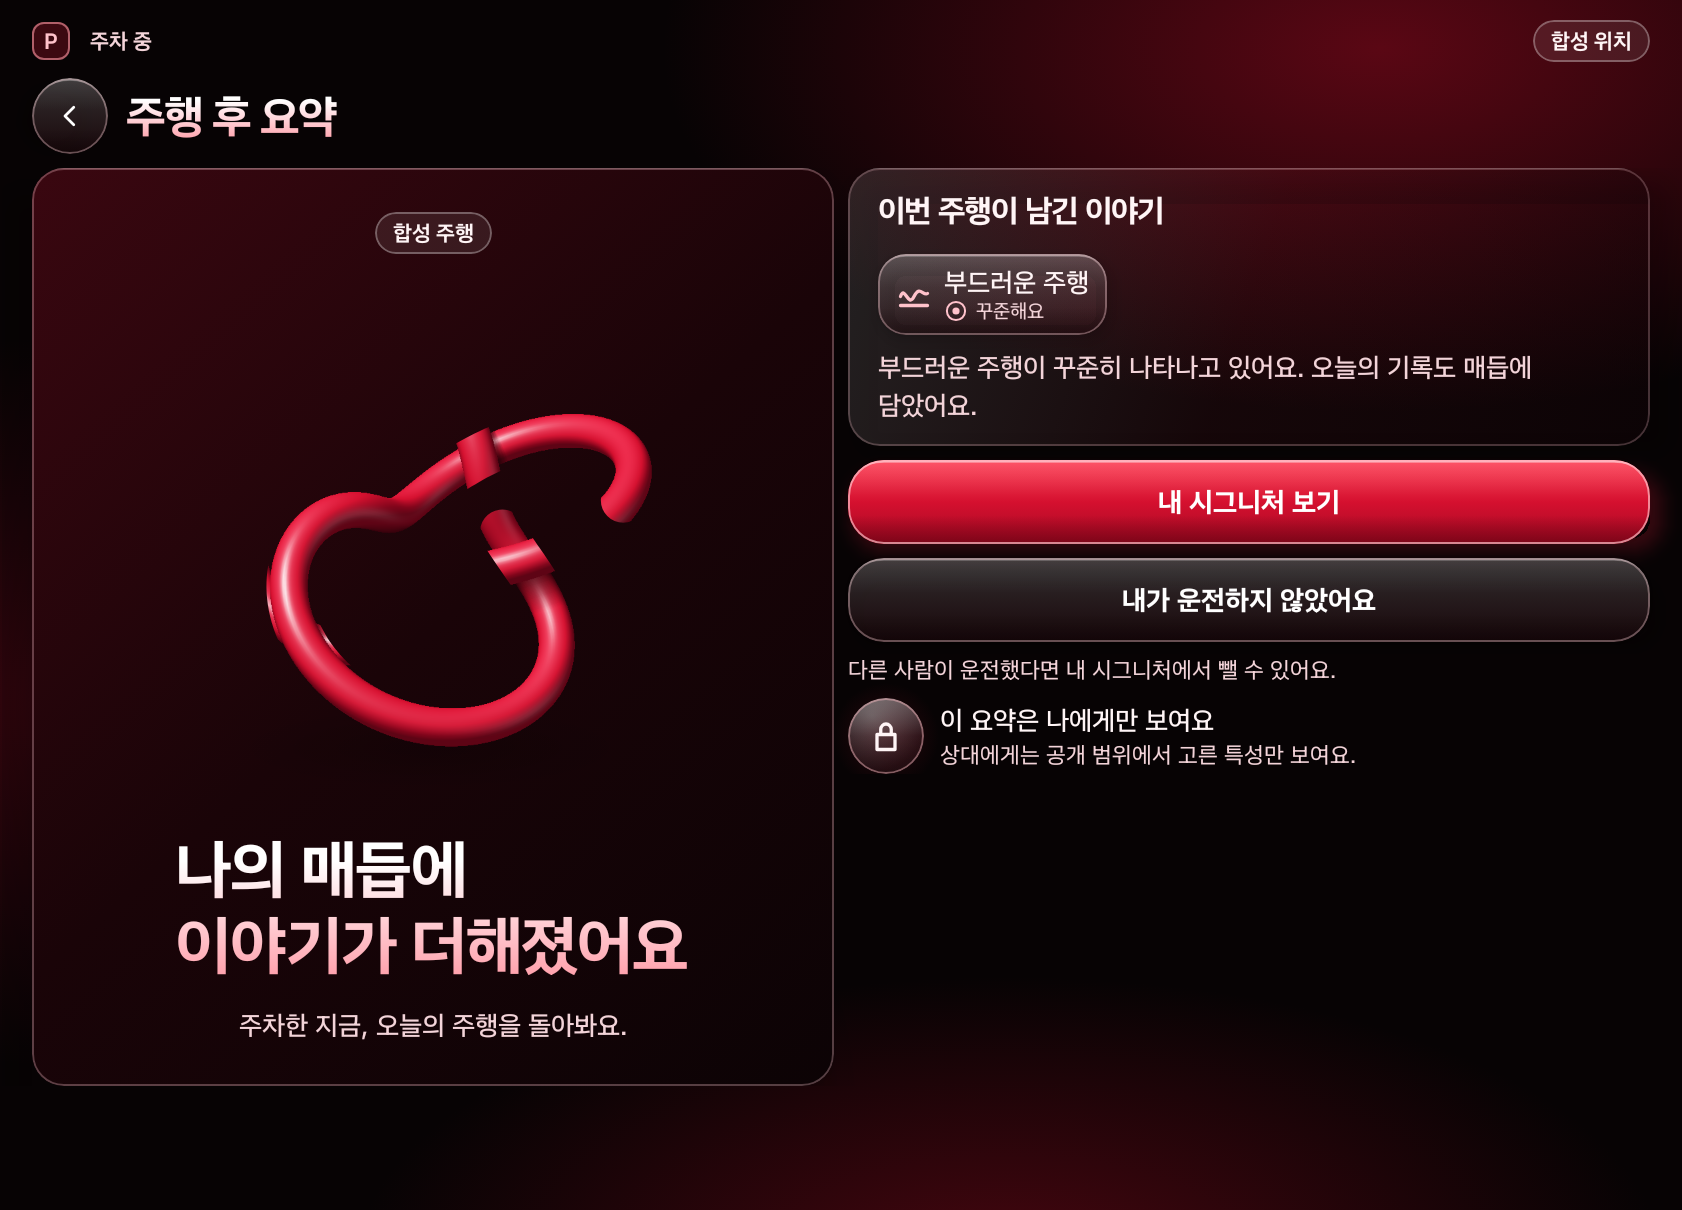 P 주차 중
합성 위치
주행 후 요약
합성 주행
나의 매듭에
이야기가 더해졌어요
주차한 지금, 오늘의 주행을 돌아봐요.
이번 주행이 남긴 이야기
부드러운 주행
꾸준해요
부드러운 주행이 꾸준히 나타나고 있어요. 오늘의 기록도 매듭에
담았어요.
내 시그니처 보기
내가 운전하지 않았어요
다른 사람이 운전했다면 내 시그니처에서 뺄 수 있어요.
이 요약은 나에게만 보여요
상대에게는 공개 범위에서 고른 특성만 보여요.